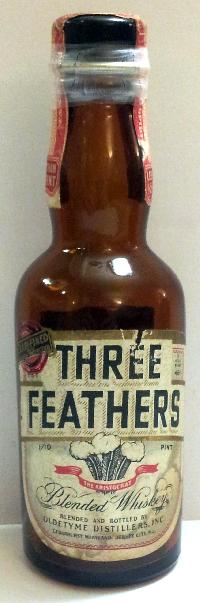 THREE
FEATHERS
1/10 PINT
THE ARISTOCRAT
Blended Whiskey
BLENDED AND BOTTLED BY
OLDETYME DISTILLERS, INC.